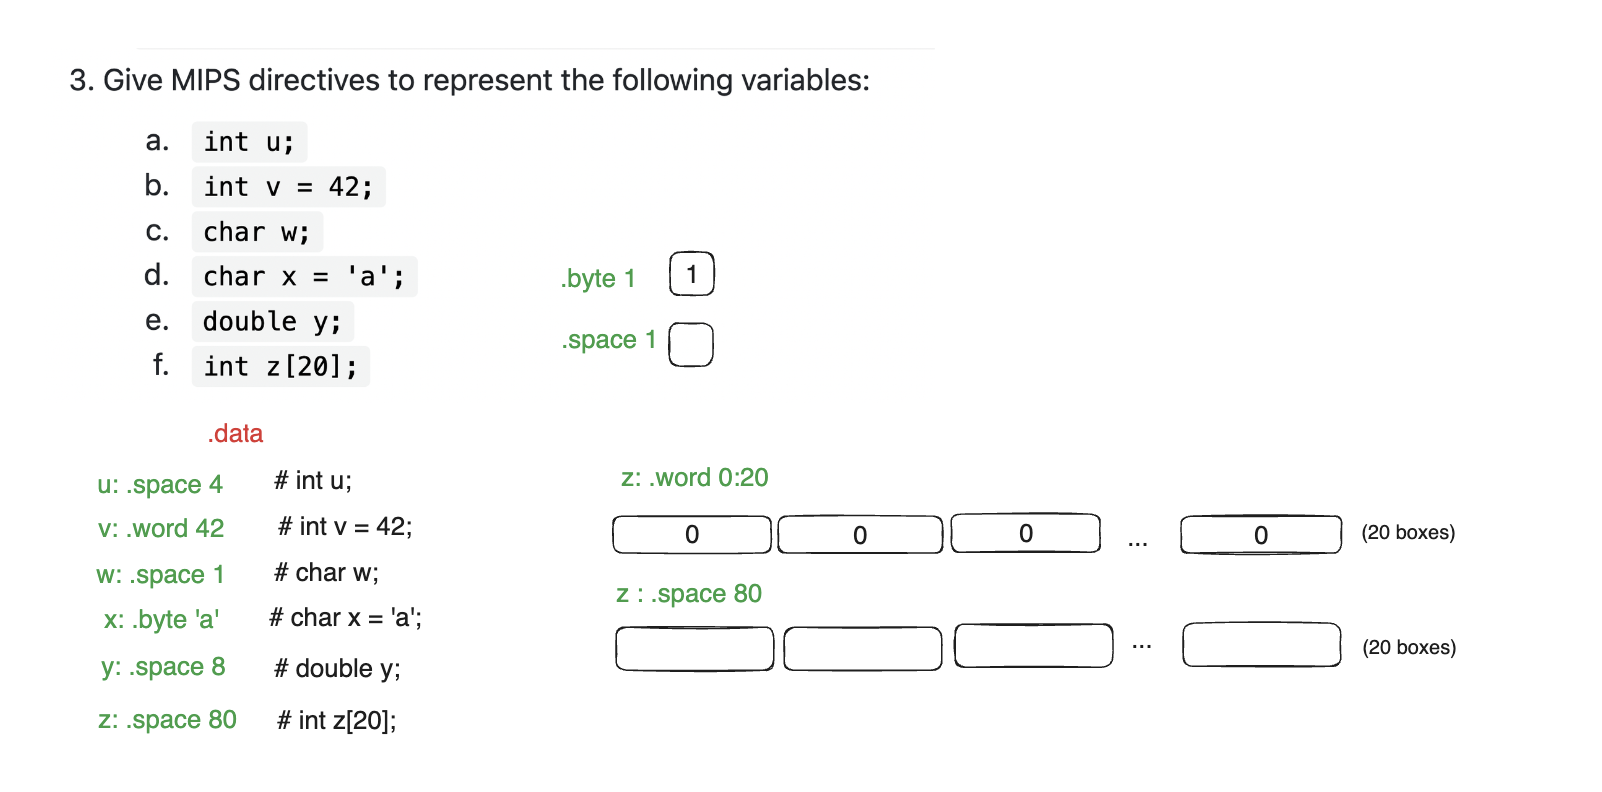 3. Give MIPS directives to represent the following variables:
a. int u;
b. int v = 42;
c. char w;
d. char x = 'a';
e. double y;
f. int z[20];
.byte 1 1
.space 1
.data
u: .space 4 # int u;
v: .word 42 # int v = 42;
w: .space 1 # char w;
x: .byte 'a' # char x = 'a';
y: .space 8 # double y;
z: .space 80 # int z[20];
z: .word 0:20
0 0 0 ... 0 (20 boxes)
z : .space 80
... (20 boxes)